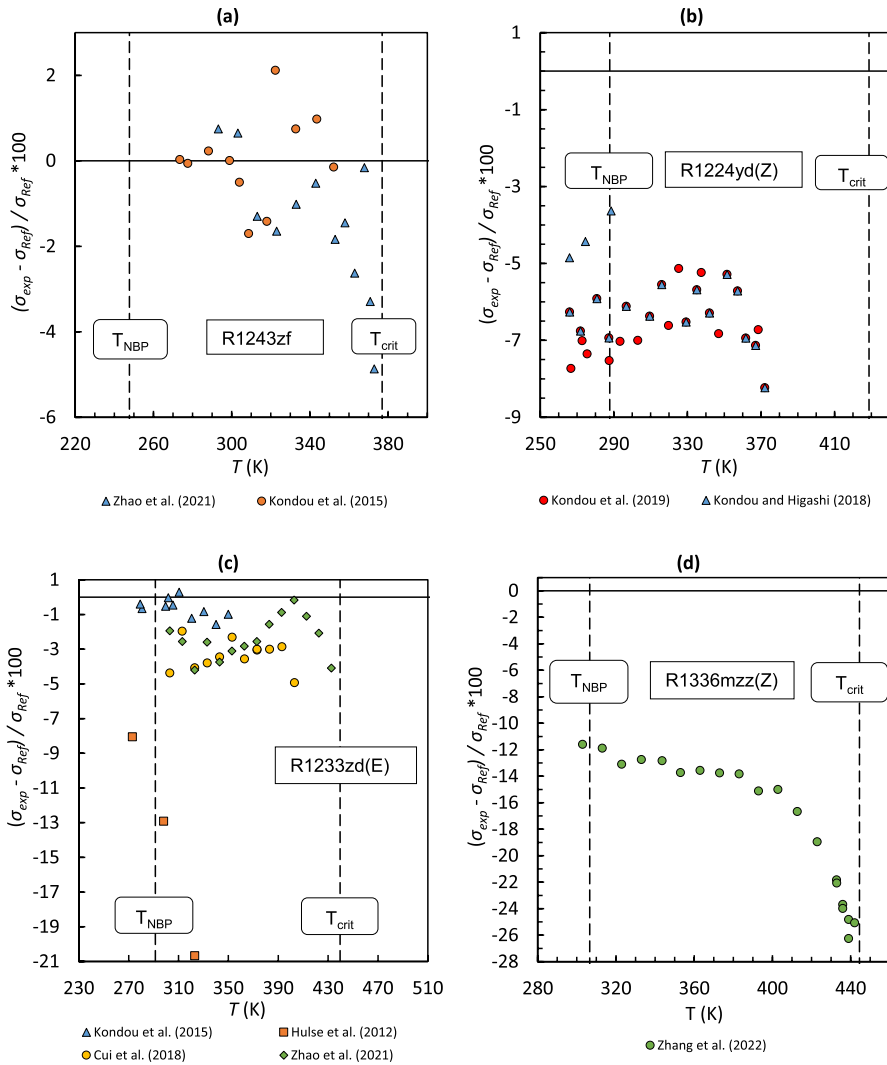 (a)
2
0
-2
-4
-6
(σexp - σRef) / σRef *100
TNBP
R1243zf
Tcrit
220 260 300 340 380
T (K)
Zhao et al. (2021) Kondou et al. (2015)
(b)
1
-1
-3
-5
-7
-9
(σexp - σRef) / σRef *100
TNBP
R1224yd(Z)
Tcrit
250 290 330 370 410
T (K)
Kondou et al. (2019) Kondou and Higashi (2018)
(c)
1
-1
-3
-5
-7
-9
-11
-13
-15
-17
-19
-21
(σexp - σRef) / σRef *100
R1233zd(E)
TNBP
Tcrit
230 270 310 350 390 430 470 510
T (K)
Kondou et al. (2015) Hulse et al. (2012)
Cui et al. (2018) Zhao et al. (2021)
(d)
0
-2
-4
-6
-8
-10
-12
-14
-16
-18
-20
-22
-24
-26
-28
(σexp - σRef) / σRef *100
TNBP
R1336mzz(Z)
Tcrit
280 320 360 400 440
T (K)
Zhang et al. (2022)